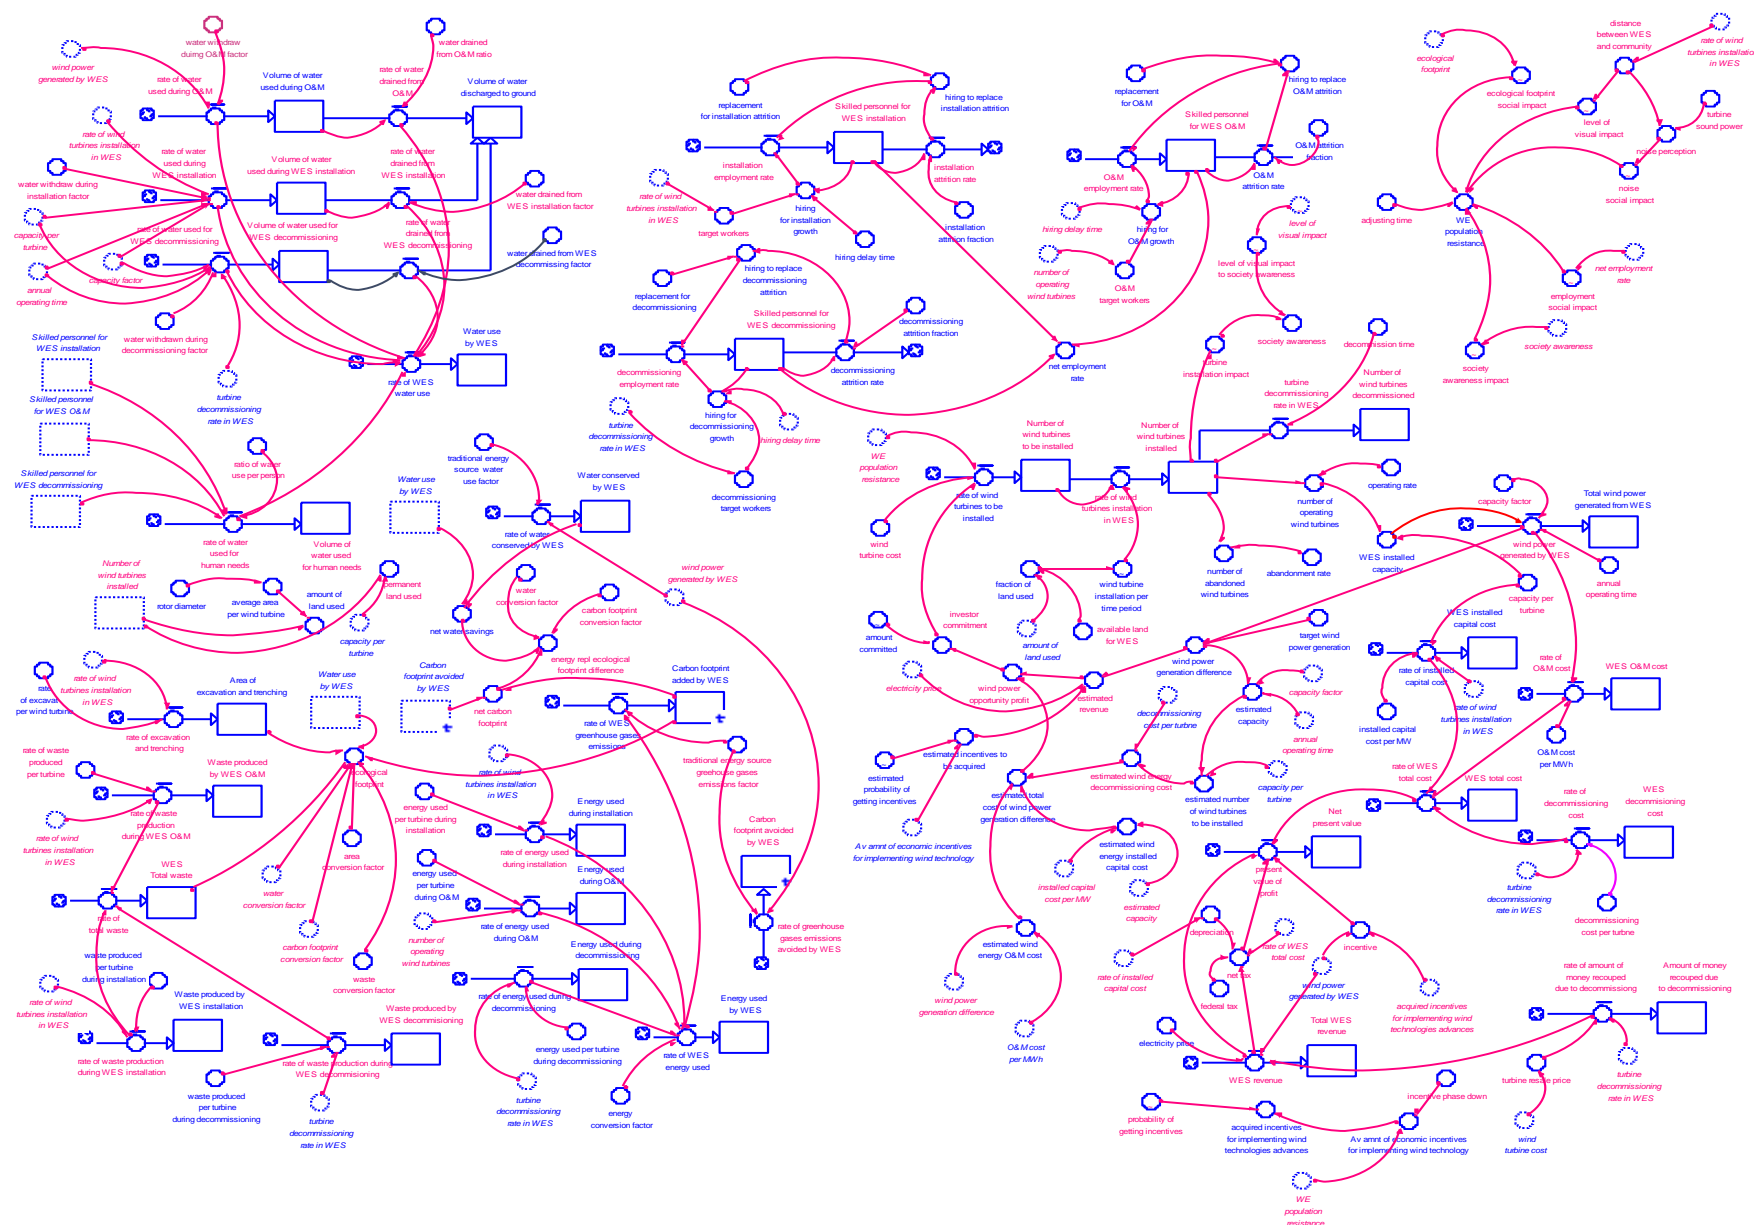 water withdraw
duimg O&M factor
wind power
generated by WES
rate of water
used during O&M
Volume of water
used during O&M
rate of water
drained from
O&M
water drained
from O&M ratio
Volume of water
discharged to ground
rate of wind
turbines installation
in WES
rate of water
used during
WES installation
Volume of water
used during WES installation
rate of water
drained from
WES installation
water withdraw during
installation factor
water drained from
WES installation factor
capacity per
turbine
rate of water used for
WES decommissioning
Volume of water used for
WES decommissioning
rate of water
drained from
WES decommissioning
water drained from WES
decommissing factor
annual
operating time
capacity factor
water withdrawn during
decommissioning factor
turbine
decommissioning
rate in WES
Water use
by WES
rate of WES
water use
Skilled personnel for
WES installation
Skilled personnel
for WES O&M
Skilled personnel for
WES decommissioning
ratio of water
use per person
rate of water
used for
human needs
Volume of
water used
for human needs
Number of
wind turbines
installed
rotor diameter
average area
per wind turbine
amount of
land used
permanent
land used
capacity per
turbine
replacement
for installation attrition
Skilled personnel for
WES installation
hiring to replace
installation attrition
installation
employment rate
installation
attrition rate
rate of wind
turbines installation
in WES
target workers
hiring
for installation
growth
hiring delay time
installation
attrition fraction
hiring to replace
decommissioning
attrition
replacement for
decommissioning
Skilled personnel for
WES decommissioning
decommissioning
attrition fraction
decommissioning
employment rate
decommissioning
attrition rate
net employment
rate
hiring for
decommissioning
growth
hiring delay time
turbine
decommissioning
rate in WES
decommissioning
target workers
replacement
for O&M
Skilled personnel
for WES O&M
hiring to replace
O&M attrition
O&M attrition
fraction
O&M
employment rate
O&M
attrition rate
hiring delay time
hiring for
O&M growth
number of
operating
wind turbines
O&M
target workers
level of
visual impact
level of visual impact
to society awareness
society awareness
turbine
installation impact
ecological
footprint
distance
between WES
and community
rate of wind
turbines installation
in WES
ecological footprint
social impact
level of
visual impact
turbine
sound power
noise perception
noise
social impact
adjusting time
WE
population
resistance
net employment
rate
employment
social impact
society awareness
society
awareness impact
decommission time
turbine
decommissioning
rate in WES
Number of
wind turbines
decommissioned
WE
population
resistance
Number of
wind turbines
to be installed
Number of
wind turbines
installed
rate of wind
turbines to be
installed
rate of wind
turbines installation
in WES
wind
turbine cost
number of
operating
wind turbines
operating rate
number of
abandoned
wind turbines
abandonment rate
WES installed
capacity
capacity factor
Total wind power
generated from WES
wind power
generated by WES
annual
operating time
capacity per
turbine
fraction of
land used
wind turbine
installation per
time period
amount of
land used
available land
for WES
investor
commitment
amount
committed
electricity price
wind power
opportunity profit
estimated
revenue
wind power
generation difference
target wind
power generation
estimated
capacity
capacity factor
annual
operating time
decommissioning
cost per turbne
estimated wind energy
decommissioning cost
estimated number
of wind turbines
to be installed
capacity per
turbine
estimated
probability of
getting incentives
estimated incentives to
be acquired
Av amnt of economic incentives
for implementing wind technology
estimated total
cost of wind power
generation difference
estimated wind
energy installed
capital cost
installed capital
cost per MW
estimated
capacity
estimated wind
energy O&M cost
wind power
generation difference
O&M cost
per MWh
WES installed
capital cost
rate of installed
capital cost
installed capital
cost per MW
rate of wind
turbines installation
in WES
rate of
O&M cost
WES O&M cost
O&M cost
per MWh
rate of WES
total cost
WES total cost
rate of
decommissioning
cost
WES
decommissioning
cost
turbine
decommissioning
rate in WES
decommissioning
cost per turbne
Net
present value
present
value of
profit
depreciation
rate of WES
total cost
incentive
net tax
federal tax
rate of installed
capital cost
wind power
generated by WES
acquired incentives
for implementing wind
technologies advances
Total WES
revenue
electricity price
WES revenue
rate of amount of
money recouped
due to decommissioning
Amount of money
recouped due
to decommissioning
turbine resale price
turbine
decommissioning
rate in WES
wind
turbine cost
probability of
getting incentives
acquired incentives
for implementing wind
technologies advances
incentive phase down
Av amnt of economic incentives
for implementing wind technology
WE
population
resistance
traditional energy
source water
use factor
Water conserved
by WES
Water use
by WES
rate of water
conserved by WES
wind power
generated by WES
water
conversion factor
carbon footprint
conversion factor
net water savings
energy repl ecological
footprint difference
Carbon
footprint avoided
by WES
net carbon
footprint
Carbon footprint
added by WES
rate of WES
greenhouse gases
emissions
traditional energy source
greehouse gases
emissions factor
Carbon
footprint avoided
by WES
rate of greenhouse
gases emissions
avoided by WES
rate
of excavat
per wind turbine
rate of wind
turbines installation
in WES
Area of
excavation and trenching
rate of excavation
and trenching
Water use
by WES
ecological
footprint
rate of waste
produced
per turbine
Waste produced
by WES O&M
rate of waste
production
during WES O&M
rate of wind
turbines installation
in WES
WES
Total waste
rate of
total waste
area
conversion factor
water
conversion factor
carbon footprint
conversion factor
waste
conversion factor
waste produced
per turbine
during installation
rate of wind
turbines installation
in WES
Waste produced by
WES installation
rate of waste production
during WES installation
Waste produced by
WES decommisioning
rate of waste production during
WES decommisioning
waste produced
per turbine
during decommissioning
turbine
decommissioning
rate in WES
rate of wind
turbines installation
in WES
energy used
per turbine during
installation
Energy used
during installation
rate of energy used
during installation
energy used
per turbine
during O&M
Energy used
during O&M
rate of energy used
during O&M
number of
operating
wind turbines
Energy used during
decommissioning
rate of energy used during
decommissioning
energy used per turbine
during decommissioning
turbine
decommissioning
rate in WES
Energy used
by WES
rate of WES
energy used
energy
conversion factor